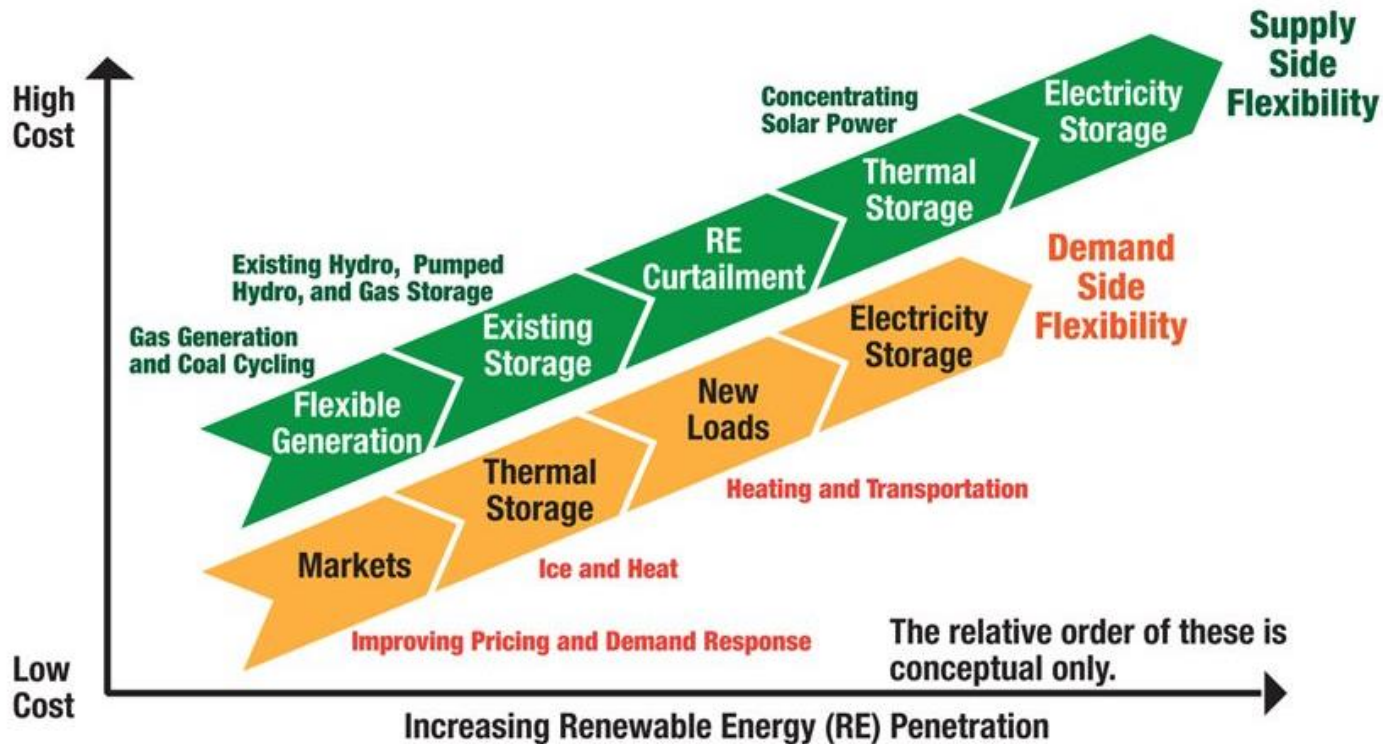 Supply
Side
Flexibility
High
Cost
Concentrating
Solar Power
Electricity
Storage
Thermal
Storage
RE
Curtailment
Existing Hydro, Pumped
Hydro, and Gas Storage
Existing
Storage
Gas Generation
and Coal Cycling
Flexible
Generation
Demand
Side
Flexibility
Electricity
Storage
New
Loads
Heating and Transportation
Thermal
Storage
Ice and Heat
Markets
Improving Pricing and Demand Response
The relative order of these is
conceptual only.
Low
Cost
Increasing Renewable Energy (RE) Penetration